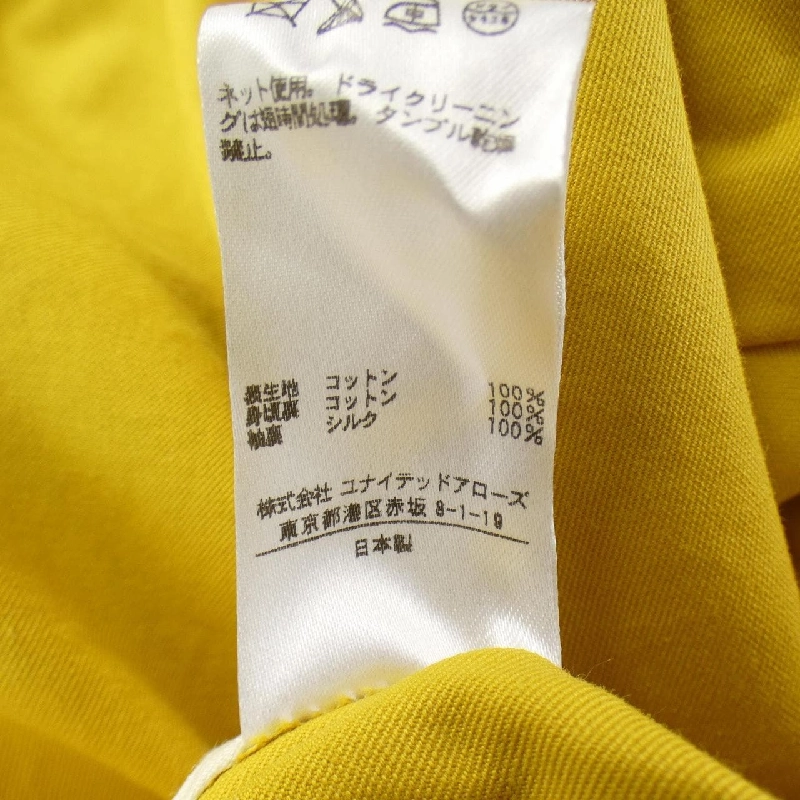 ネット使用。ドライクリーニン
グは短時間処理。タンブル乾燥
禁止。
表生地 コットン 100%
身頃裏 コットン 100%
袖裏 シルク 100%
株式会社 ユナイテッドアローズ
東京都港区赤坂 8-1-19
日本製